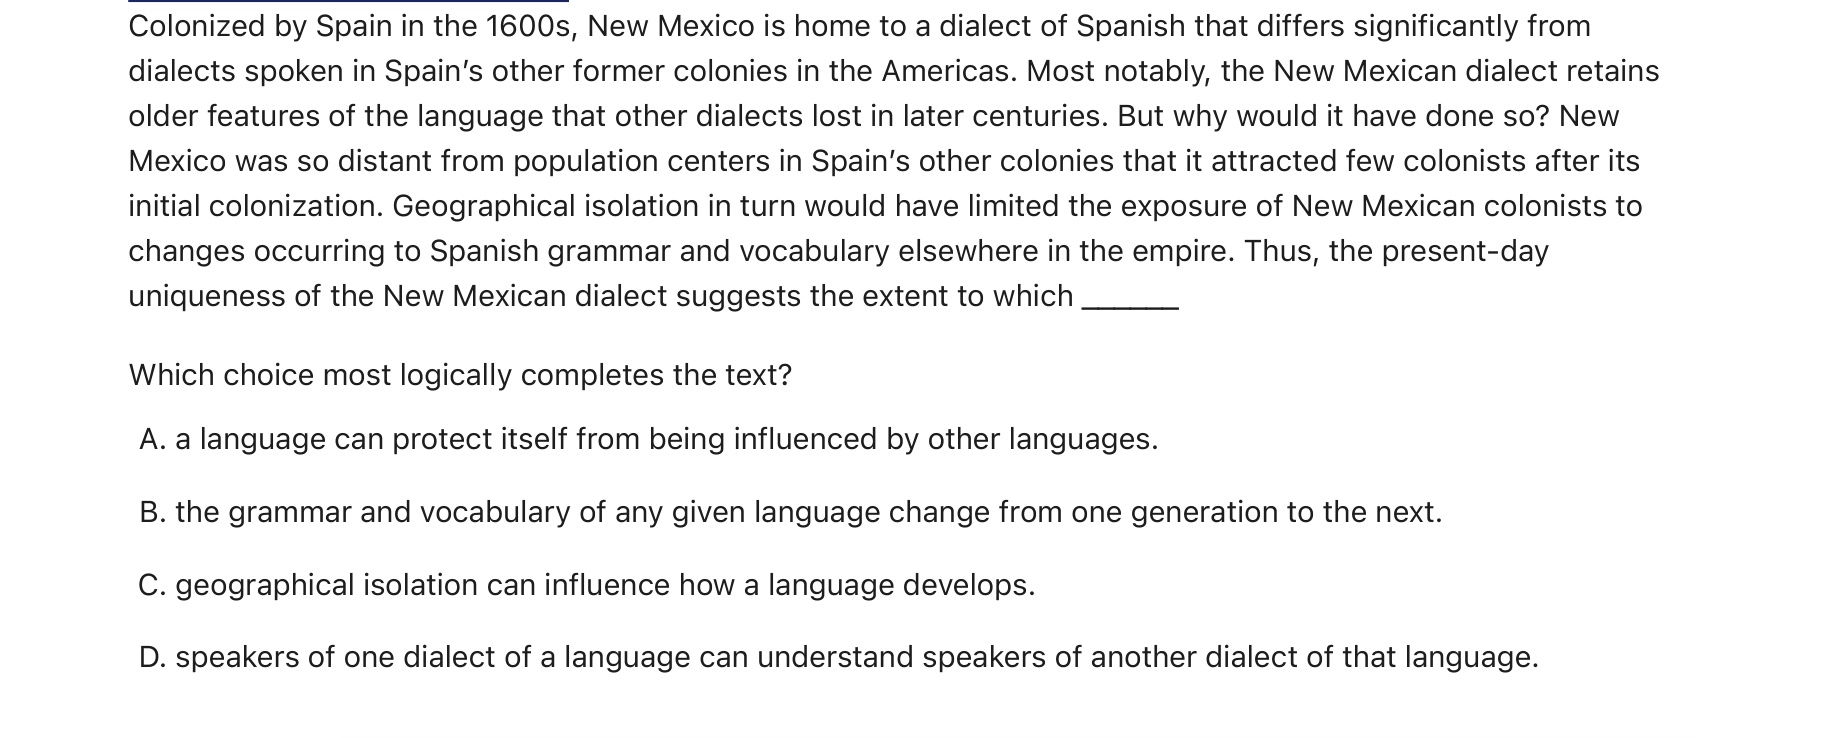 Colonized by Spain in the 1600s, New Mexico is home to a dialect of Spanish that differs significantly from
dialects spoken in Spain’s other former colonies in the Americas. Most notably, the New Mexican dialect retains
older features of the language that other dialects lost in later centuries. But why would it have done so? New
Mexico was so distant from population centers in Spain’s other colonies that it attracted few colonists after its
initial colonization. Geographical isolation in turn would have limited the exposure of New Mexican colonists to
changes occurring to Spanish grammar and vocabulary elsewhere in the empire. Thus, the present-day
uniqueness of the New Mexican dialect suggests the extent to which ______
Which choice most logically completes the text?
A. a language can protect itself from being influenced by other languages.
B. the grammar and vocabulary of any given language change from one generation to the next.
C. geographical isolation can influence how a language develops.
D. speakers of one dialect of a language can understand speakers of another dialect of that language.